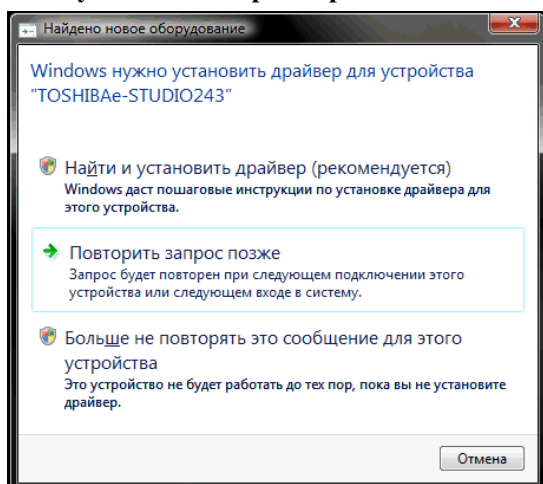 Найдено новое оборудование
Windows нужно установить драйвер для устройства
"TOSHIBAe-STUDIO243"
Найти и установить драйвер (рекомендуется)
Windows даст пошаговые инструкции по установке драйвера для
этого устройства.
Повторить запрос позже
Запрос будет повторен при следующем подключении этого
устройства или следующем входе в систему.
Больше не повторять это сообщение для этого
устройства
Это устройство не будет работать до тех пор, пока вы не установите
драйвер.
Отмена